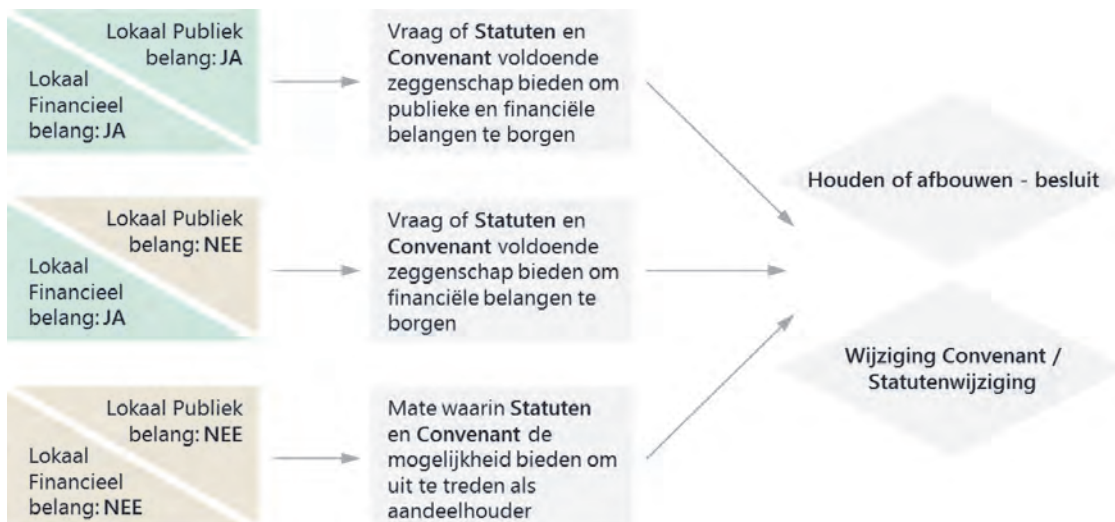 Lokaal Publiek
belang: JA
Lokaal
Financieel
belang: JA
Vraag of Statuten en
Convenant voldoende
zeggenschap bieden om
publieke en financiële
belangen te borgen
Lokaal Publiek
belang: NEE
Lokaal
Financieel
belang: JA
Vraag of Statuten en
Convenant voldoende
zeggenschap bieden om
financiële belangen te
borgen
Lokaal Publiek
belang: NEE
Lokaal
Financieel
belang: NEE
Mate waarin Statuten
en Convenant de
mogelijkheid bieden om
uit te treden als
aandeelhouder
Houden of afbouwen - besluit
Wijziging Convenant /
Statutenwijziging